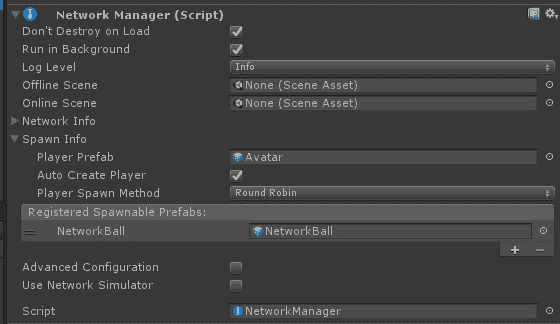 Network Manager (Script)
Don't Destroy on Load
Run in Background
Log Level Info
Offline Scene None (Scene Asset)
Online Scene None (Scene Asset)
Network Info
Spawn Info
Player Prefab Avatar
Auto Create Player
Player Spawn Method Round Robin
Registered Spawnable Prefabs:
NetworkBall NetworkBall
Advanced Configuration
Use Network Simulator
Script NetworkManager